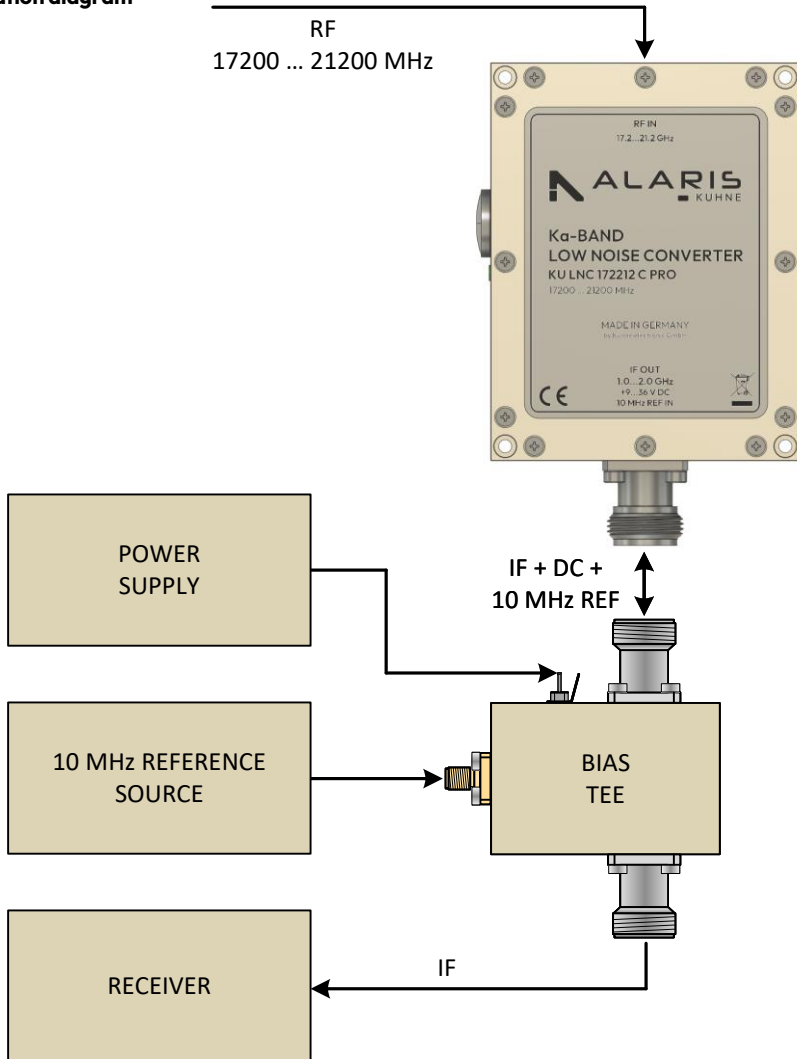 RF
17200 ... 21200 MHz
RF IN
17.2...21.2 GHz
ALARIS
KUHNE
Ka-BAND
LOW NOISE CONVERTER
KU LNC 172212 C PRO
17200 ... 21200 MHz
MADE IN GERMANY
IF OUT
1.0...2.0 GHz
+9...36 V DC
10 MHz REF IN
CE
POWER
SUPPLY
IF + DC +
10 MHz REF
10 MHz REFERENCE
SOURCE
BIAS
TEE
RECEIVER
IF